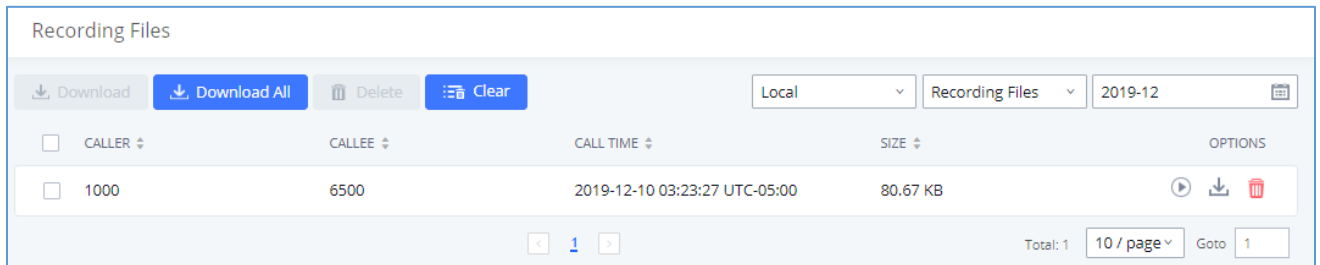 Recording Files
Download Download All Delete Clear Local Recording Files 2019-12
CALLER CALLEE CALL TIME SIZE OPTIONS
1000 6500 2019-12-10 03:23:27 UTC-05:00 80.67 KB
< 1 > Total: 1 10 / page Goto 1